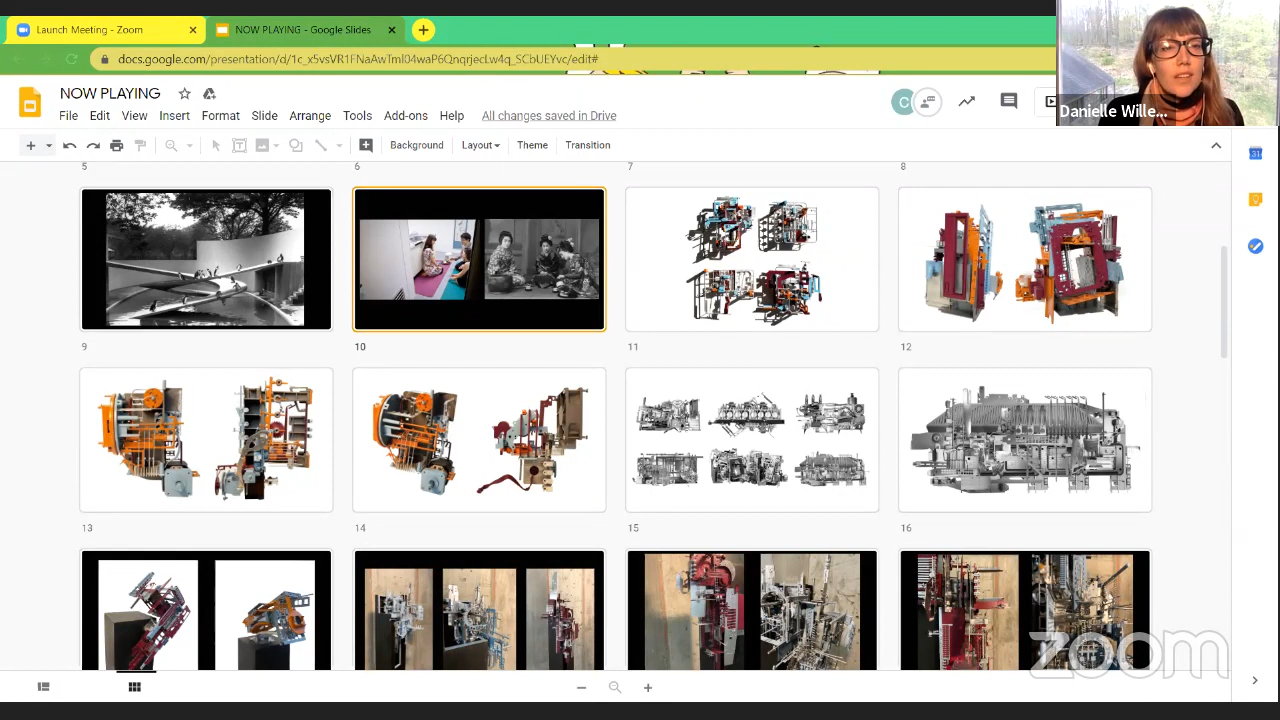 Launch Meeting - Zoom
NOW PLAYING - Google Slides
docs.google.com/presentation/d/1c_x5vsVR1FNaAwTml04waP6QnqrjecLw4q_SCbUEYvc/edit#
NOW PLAYING
File Edit View Insert Format Slide Arrange Tools Add-ons Help All changes saved in Drive
C
Danielle Wille...
Background Layout Theme Transition
31
5 6 7 8
9 10 11 12
13 14 15 16
zoom